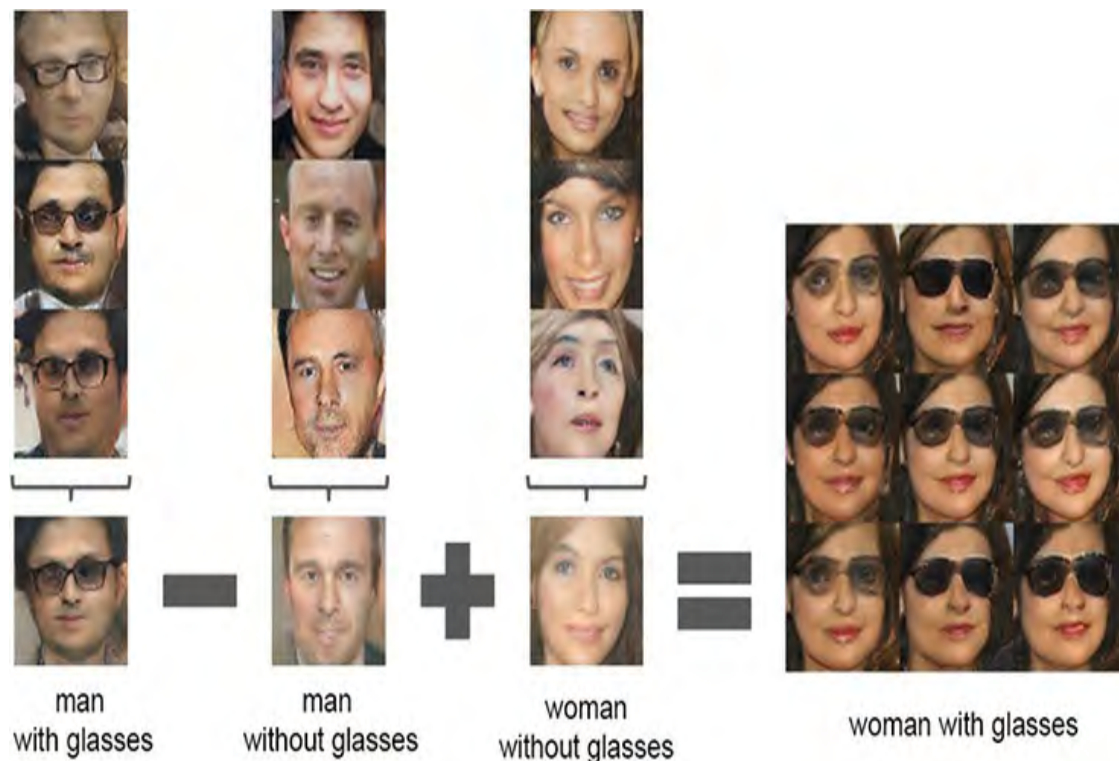 man
with glasses
man
without glasses
woman
without glasses
woman with glasses